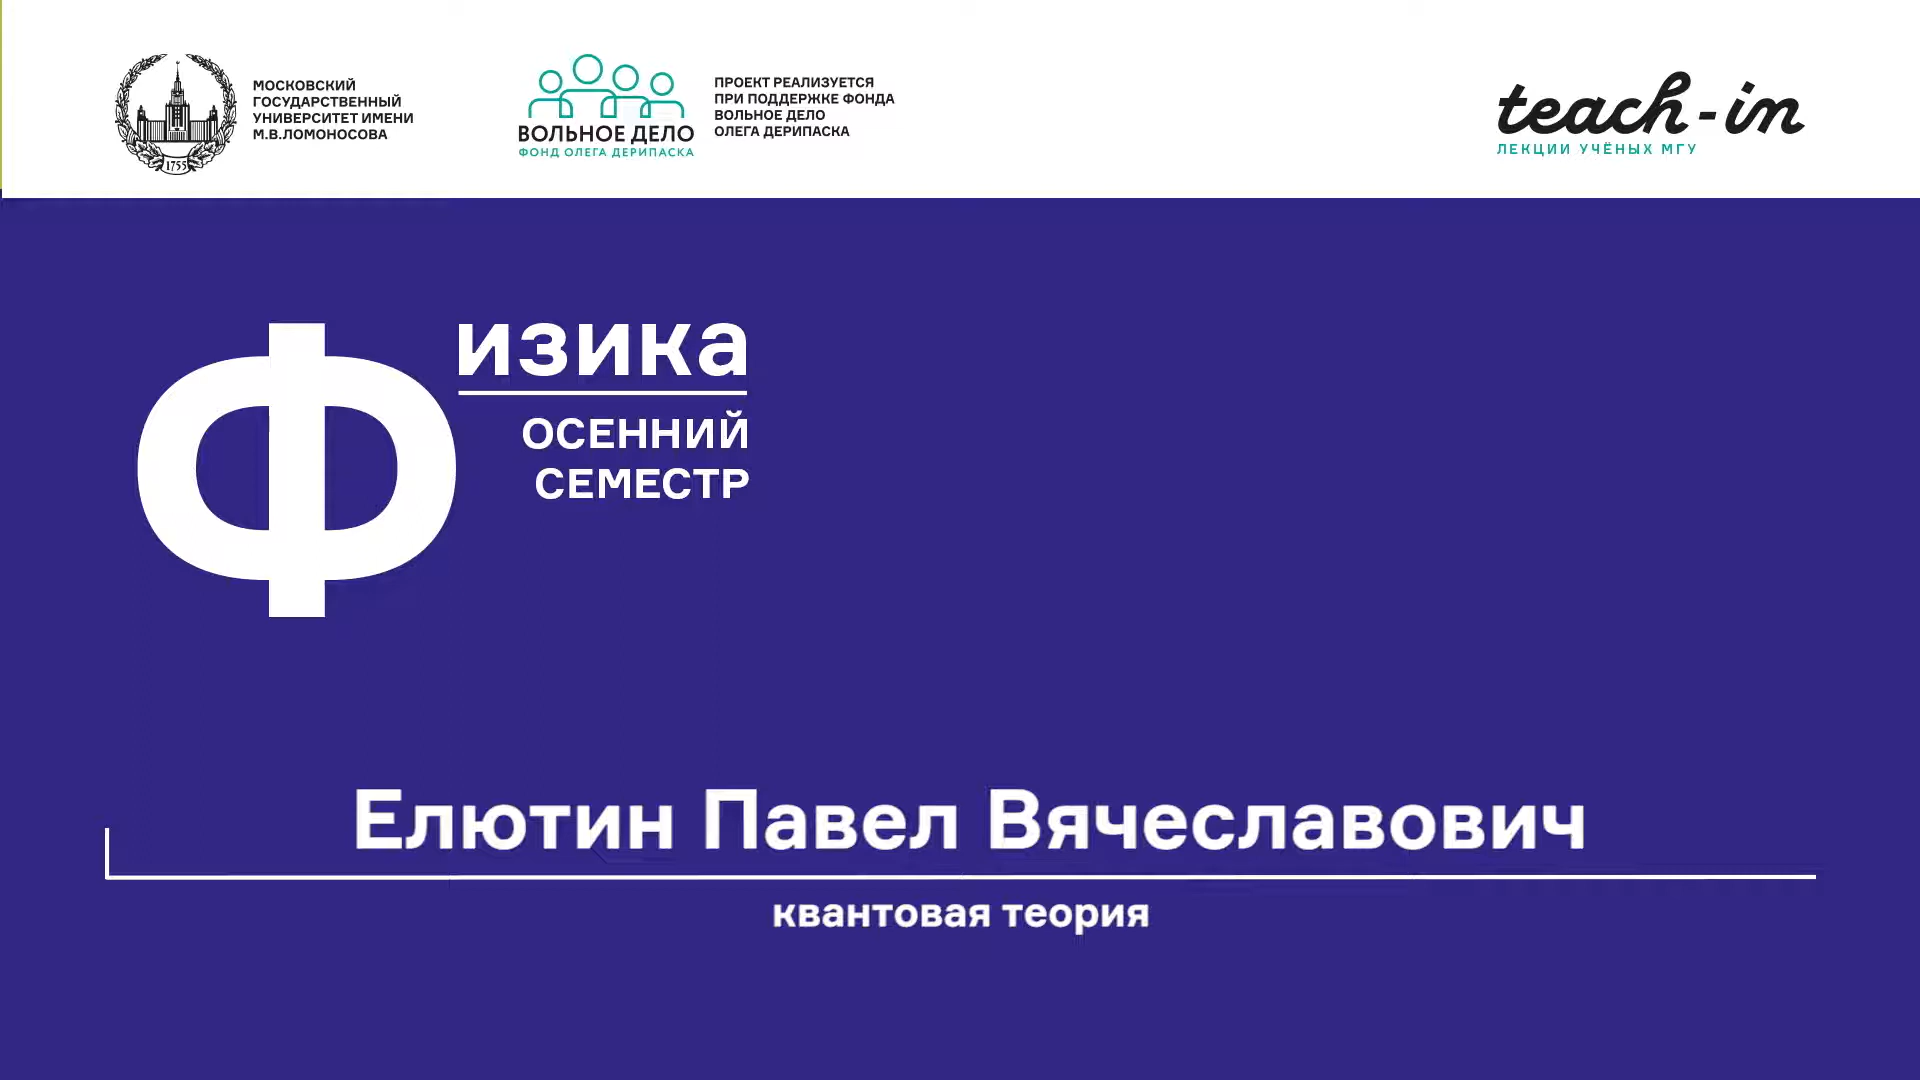 МОСКОВСКИЙ
ГОСУДАРСТВЕННЫЙ
УНИВЕРСИТЕТ ИМЕНИ
М.В.ЛОМОНОСОВА
1755
ВОЛЬНОЕ ДЕЛО
ФОНД ОЛЕГА ДЕРИПАСКА
ПРОЕКТ РЕАЛИЗУЕТСЯ
ПРИ ПОДДЕРЖКЕ ФОНДА
ВОЛЬНОЕ ДЕЛО
ОЛЕГА ДЕРИПАСКА
teach-in
ЛЕКЦИИ УЧЁНЫХ МГУ
Физика
ОСЕННИЙ
СЕМЕСТР
Елютин Павел Вячеславович
квантовая теория